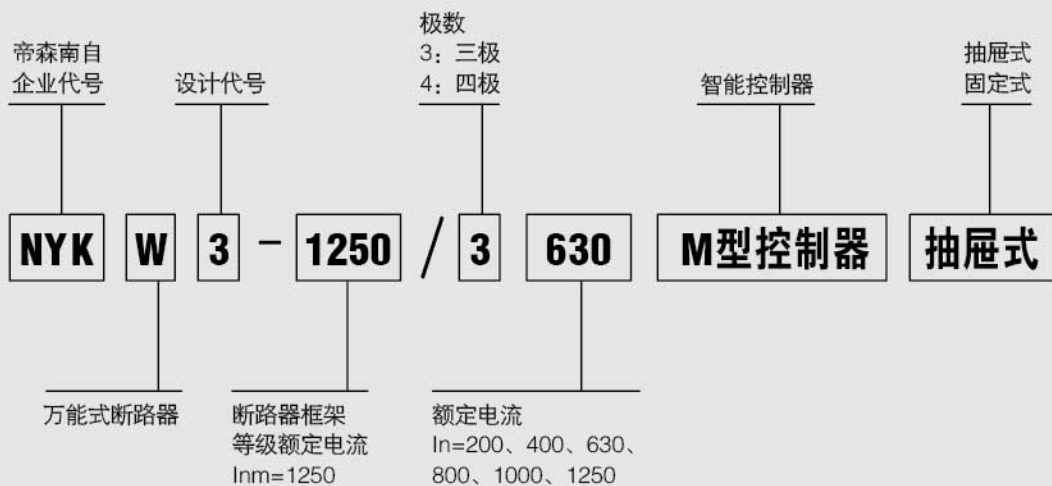 极数
3：三极
4：四极
帝森南自
企业代号
设计代号
智能控制器
抽屉式
固定式
NYK W 3 - 1250 / 3 630 M型控制器 抽屉式
万能式断路器
断路器框架
等级额定电流
Inm=1250
额定电流
In=200、400、630、
800、1000、1250